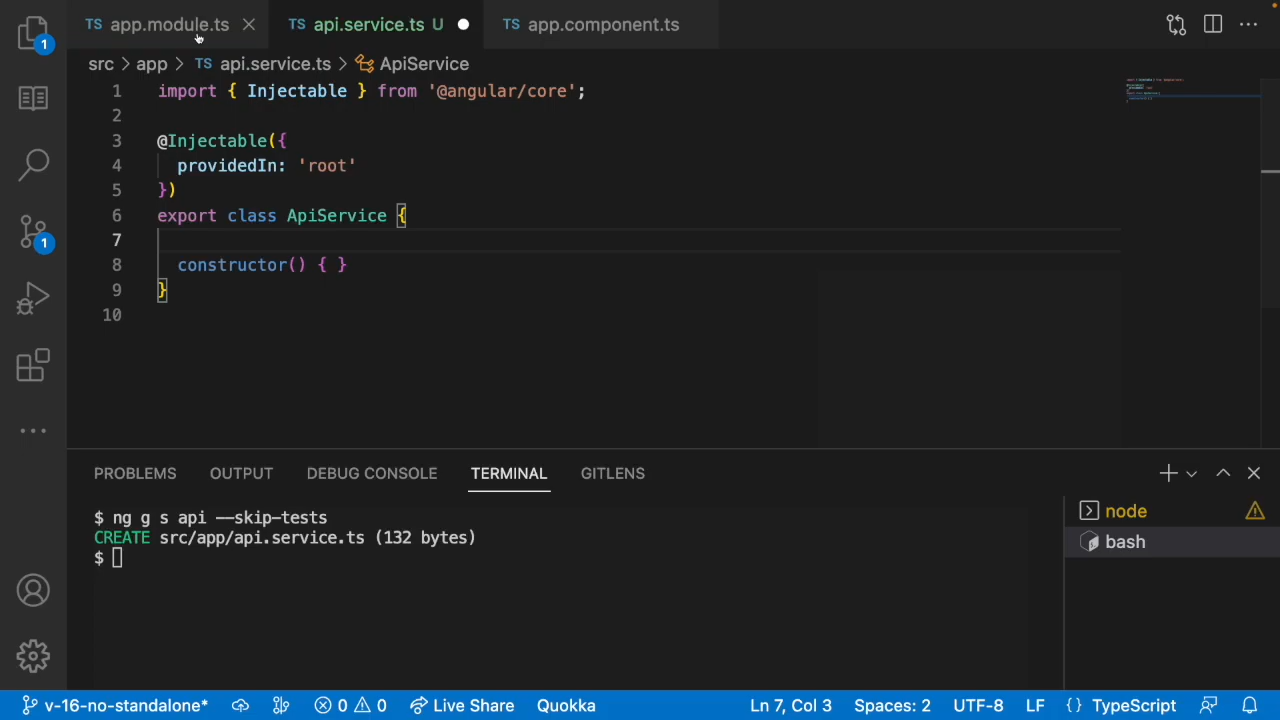 TS app.module.ts
TS api.service.ts U
TS app.component.ts
1
src > app > TS api.service.ts > ApiService
1 import { Injectable } from '@angular/core';
2
3 @Injectable({
4 providedIn: 'root'
5 })
6 export class ApiService {
7
8 constructor() { }
9 }
10
1
PROBLEMS OUTPUT DEBUG CONSOLE TERMINAL GITLENS
$ ng g s api --skip-tests
CREATE src/app/api.service.ts (132 bytes)
$
node
bash
v-16-no-standalone* 0 0 Live Share Quokka Ln 7, Col 3 Spaces: 2 UTF-8 LF { } TypeScript